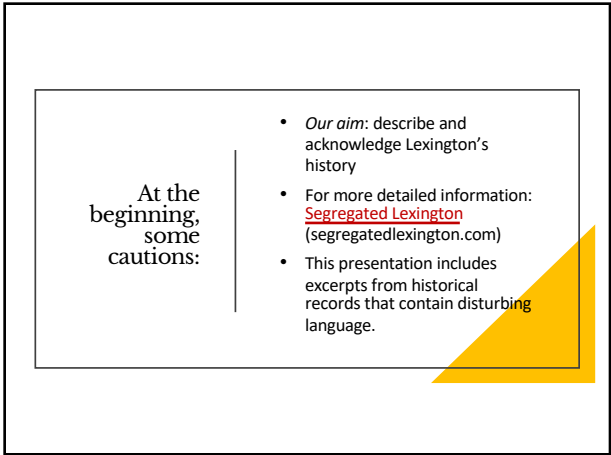 At the
beginning,
some
cautions:
• Our aim: describe and
acknowledge Lexington's
history
• For more detailed information:
Segregated Lexington
(segregatedlexington.com)
• This presentation includes
excerpts from historical
records that contain disturbing
language.